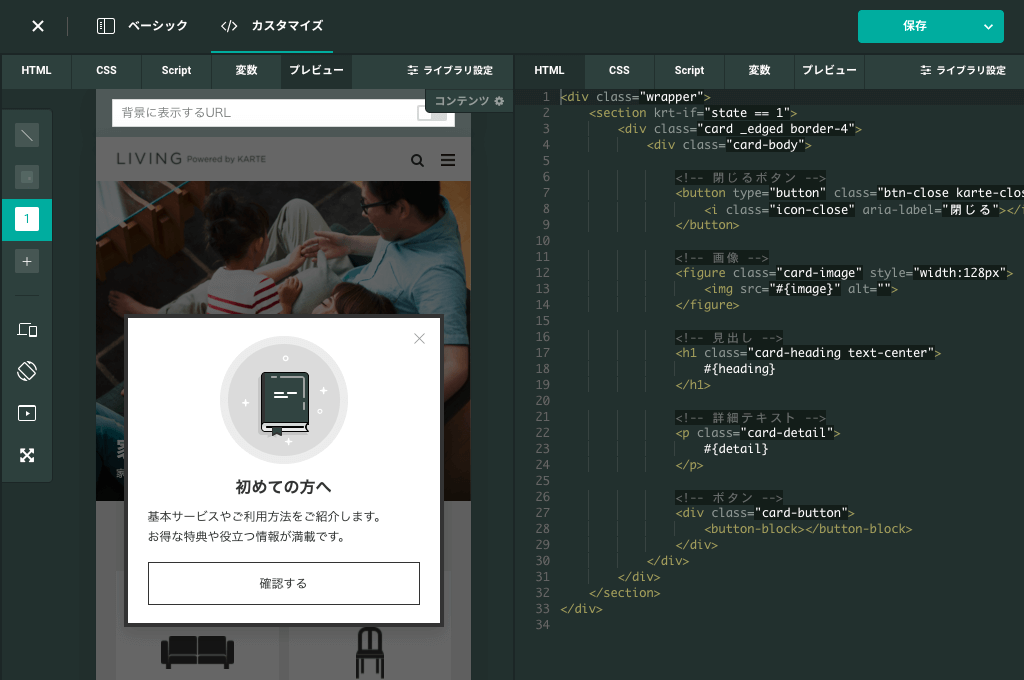 ベーシック
</> カスタマイズ
保存
HTML CSS Script 変数 プレビュー ライブラリ設定
HTML CSS Script 変数 プレビュー ライブラリ設定
コンテンツ
背景に表示するURL
LIVING Powered by KARTE
1
初めての方へ
基本サービスやご利用方法をご紹介します。
お得な特典や役立つ情報が満載です。
確認する
1 <div class="wrapper">
2 <section krt-if="state == 1">
3 <div class="card _edged border-4">
4 <div class="card-body">
5
6 <!-- 閉じるボタン -->
7 <button type="button" class="btn-close karte-clos
8 <i class="icon-close" aria-label="閉じる"></i
9 </button>
10
11 <!-- 画像 -->
12 <figure class="card-image" style="width:128px">
13 <img src="#{image}" alt="">
14 </figure>
15
16 <!-- 見出し -->
17 <h1 class="card-heading text-center">
18 #{heading}
19 </h1>
20
21 <!-- 詳細テキスト -->
22 <p class="card-detail">
23 #{detail}
24 </p>
25
26 <!-- ボタン -->
27 <div class="card-button">
28 <button-block></button-block>
29 </div>
30 </div>
31 </div>
32 </section>
33 </div>
34